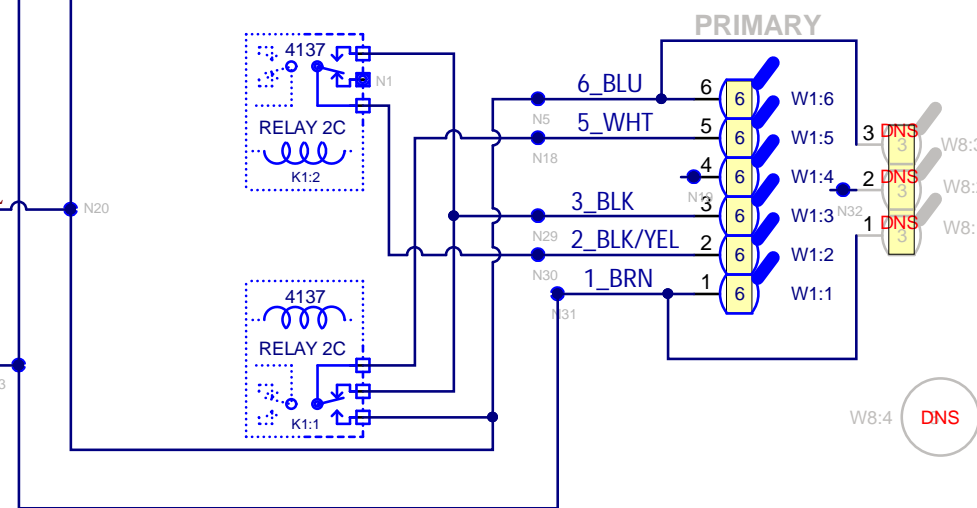 PRIMARY
4137
N1
RELAY 2C
K1:2
6_BLU
N5
6
6
W1:6
5_WHT
N18
5
6
W1:5
3
DNS
3
W8:3
N19
4
6
W1:4
N32
2
DNS
3
N20
3_BLK
N29
3
6
W1:3
1
DNS
3
2_BLK/YEL
N30
2
6
W1:2
1_BRN
N31
1
6
W1:1
4137
RELAY 2C
K1:1
W8:4
DNS